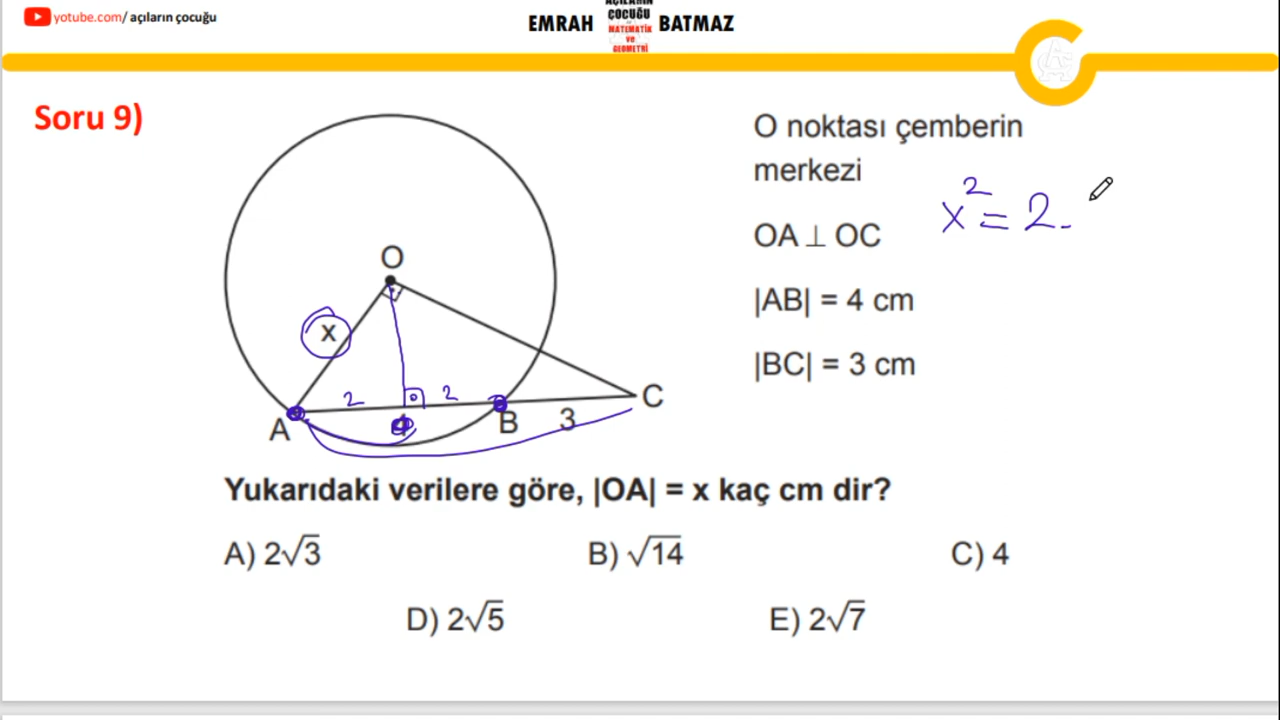 yotube.com/ açıların çocuğu
EMRAH
AÇILARIN
ÇOCUĞU
MATEMATİK
ve
GEOMETRİ
BATMAZ
Soru 9)
O noktası çemberin
merkezi
x² = 2.
OA ⊥ OC
|AB| = 4 cm
|BC| = 3 cm
O
x
2
2
C
A
4
B
3
Yukarıdaki verilere göre, |OA| = x kaç cm dir?
A) 2√3
B) √14
C) 4
D) 2√5
E) 2√7